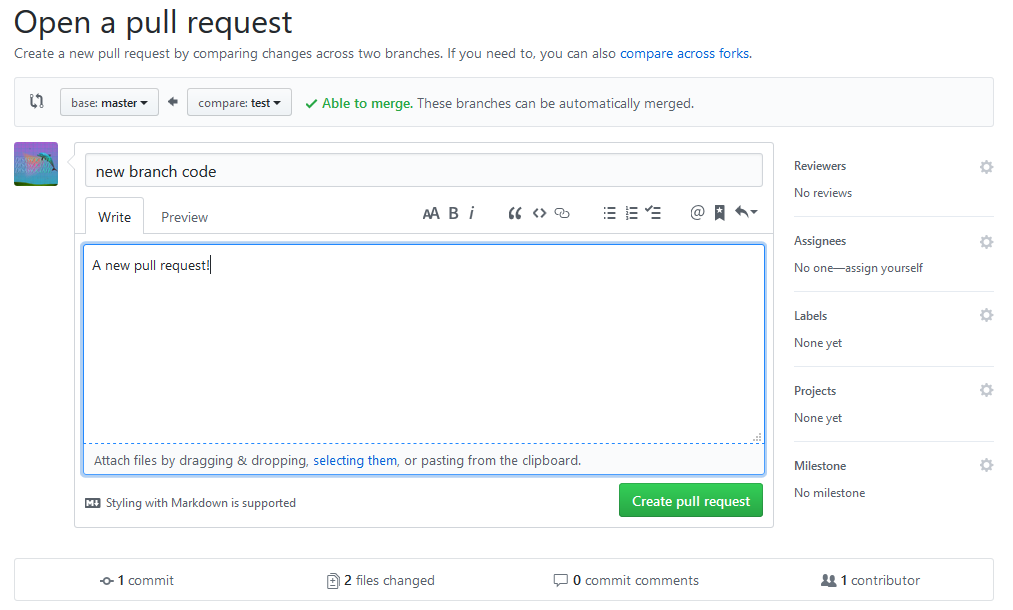 Open a pull request
Create a new pull request by comparing changes across two branches. If you need to, you can also compare across forks.
base: master
compare: test
Able to merge. These branches can be automatically merged.
new branch code
Write Preview
AA B i
A new pull request!
Attach files by dragging & dropping, selecting them, or pasting from the clipboard.
Styling with Markdown is supported
Create pull request
Reviewers
No reviews
Assignees
No one—assign yourself
Labels
None yet
Projects
None yet
Milestone
No milestone
1 commit
2 files changed
0 commit comments
1 contributor